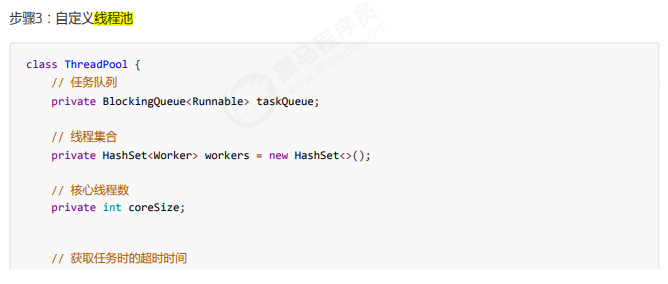 步骤3：自定义线程池
黑马程序员
www.itheima.com
class ThreadPool {
// 任务队列
private BlockingQueue<Runnable> taskQueue;
// 线程集合
private HashSet<Worker> workers = new HashSet<>();
// 核心线程数
private int coreSize;
// 获取任务时的超时时间